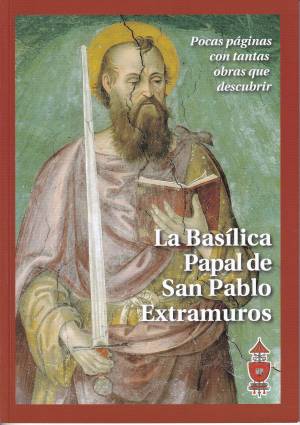 Pocas páginas
con tantas
obras que
descubrir
La Basílica
Papal de
San Pablo
Extramuros